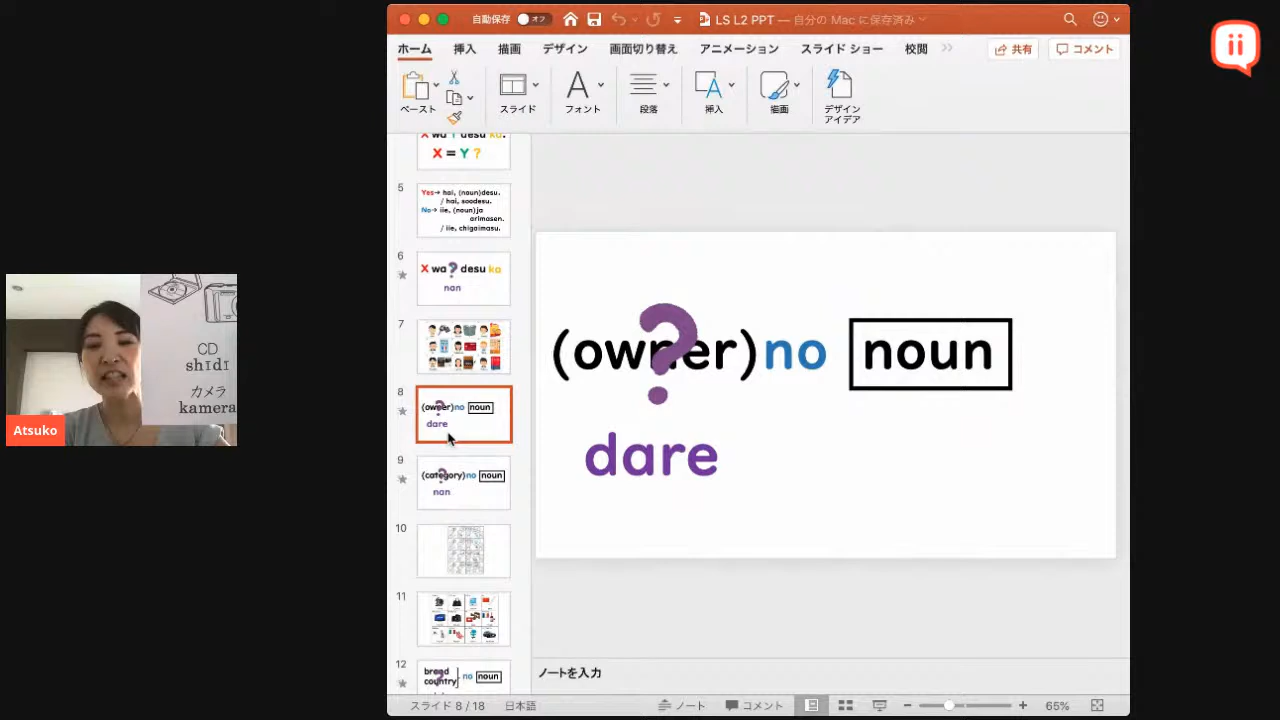 自動保存 オフ
LS L2 PPT — 自分の Mac に保存済み
ホーム 挿入 描画 デザイン 画面切り替え アニメーション スライド ショー 校閲 共有 コメント
ペースト スライド フォント 段落 挿入 描画 デザイン
アイデア
X = Y ?
5
Yes→ hai, (noun)desu.
/ hai, soodesu.
No→ iie, (noun)ja
arimasen.
/ iie, chigaimasu.
6
X wa ? desu ka
nan
7
8
(owner)no noun
dare
9
(category)no noun
nan
10
11
12
country no noun
(owner)no noun
?
dare
CD
shīdī
カメラ
kamera
Atsuko
ii
ノートを入力
スライド 8 / 18 日本語 ノート コメント 65%